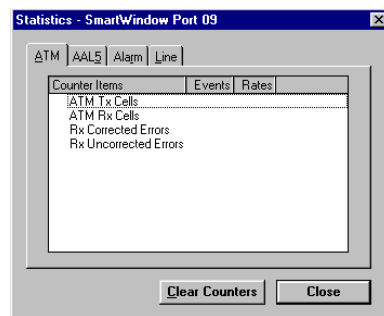 Statistics - SmartWindow Port 09
ATM AAL5 Alarm Line
Counter Items Events Rates
ATM Tx Cells
ATM Rx Cells
Rx Corrected Errors
Rx Uncorrected Errors
Clear Counters Close